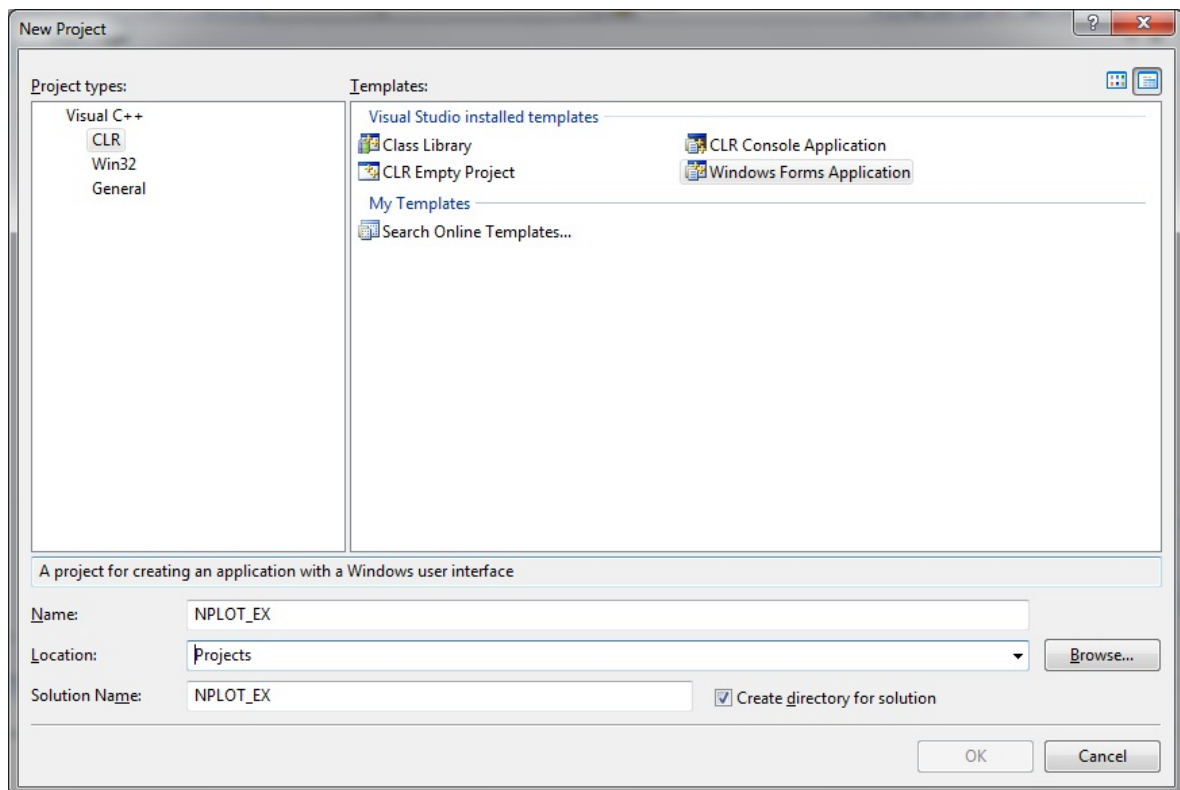 New Project
Project types:
Templates:
Visual C++
CLR
Win32
General
Visual Studio installed templates
Class Library
CLR Console Application
CLR Empty Project
Windows Forms Application
My Templates
Search Online Templates...
A project for creating an application with a Windows user interface
Name:
NPLOT_EX
Location:
Projects
Browse...
Solution Name:
NPLOT_EX
Create directory for solution
OK
Cancel